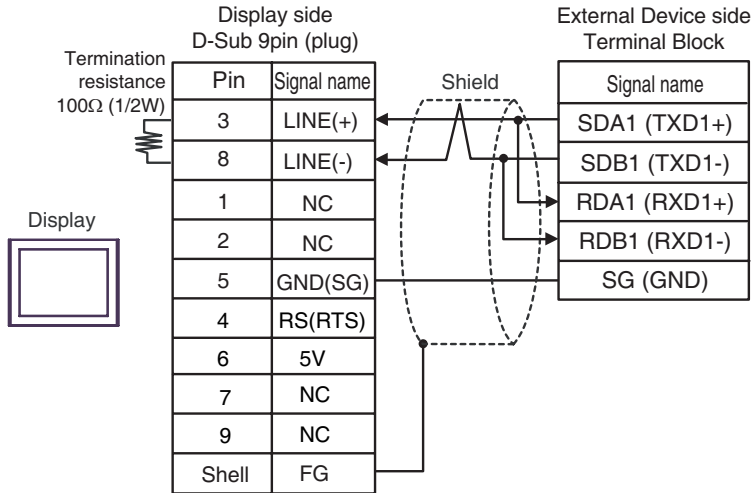 Display side
D-Sub 9pin (plug)
External Device side
Terminal Block
Termination
resistance
100Ω (1/2W)
Pin Signal name
Shield
Signal name
3 LINE(+)
SDA1 (TXD1+)
8 LINE(-)
SDB1 (TXD1-)
1 NC
RDA1 (RXD1+)
Display
2 NC
RDB1 (RXD1-)
5 GND(SG)
SG (GND)
4 RS(RTS)
6 5V
7 NC
9 NC
Shell FG